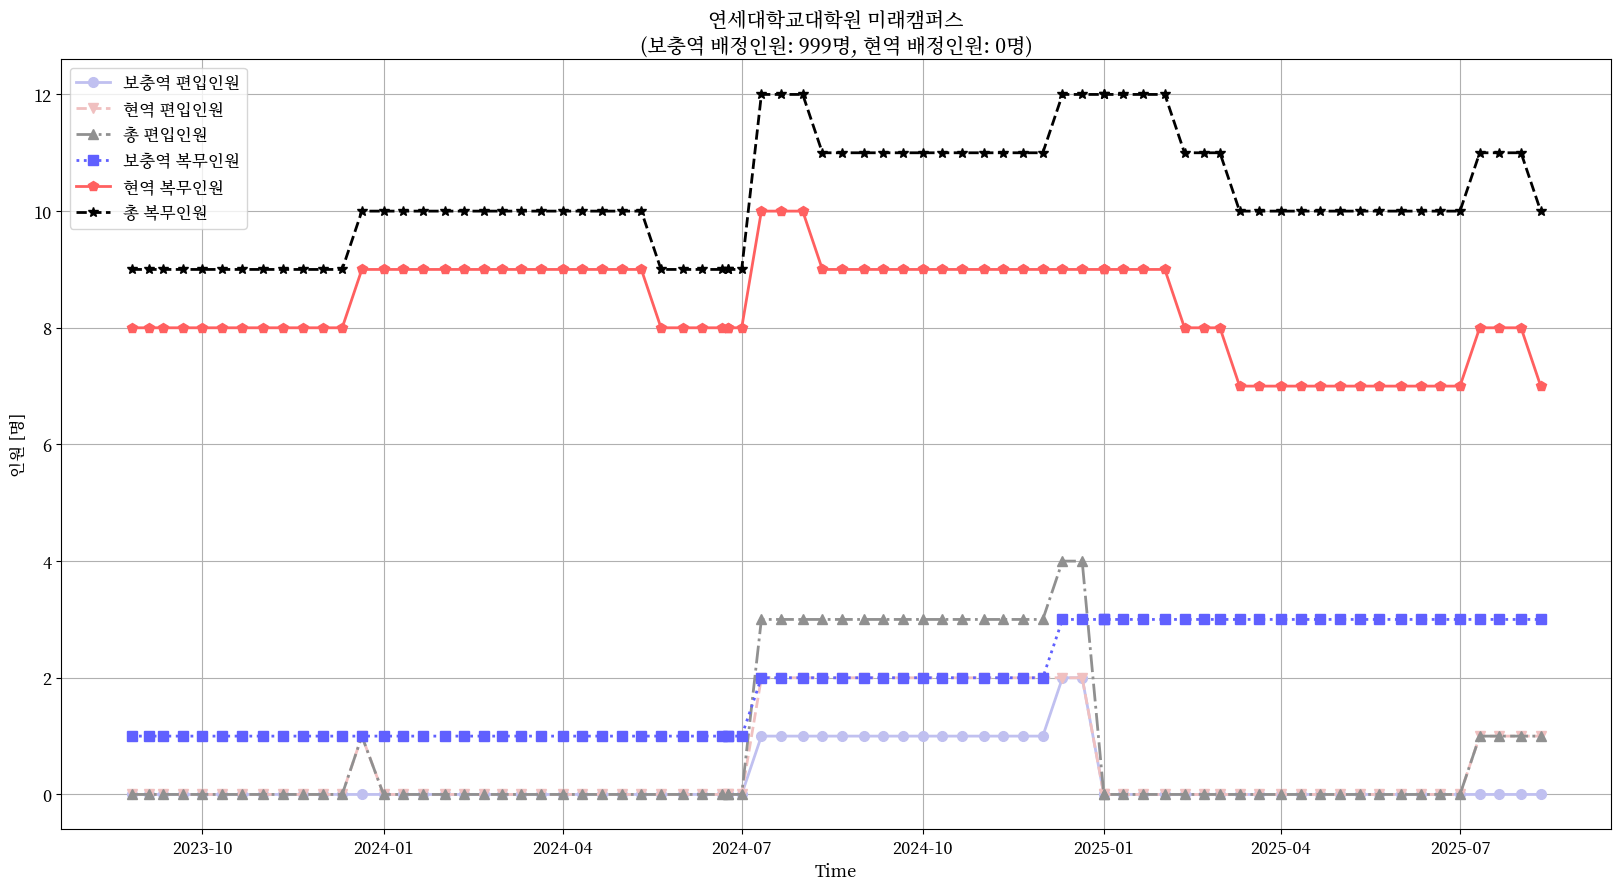 연세대학교대학원 미래캠퍼스
(보충역 배정인원: 999명, 현역 배정인원: 0명)
보충역 편입인원
현역 편입인원
총 편입인원
보충역 복무인원
현역 복무인원
총 복무인원
12
10
8
6
4
2
0
인원 [명]
2023-10
2024-01
2024-04
2024-07
2024-10
2025-01
2025-04
2025-07
Time